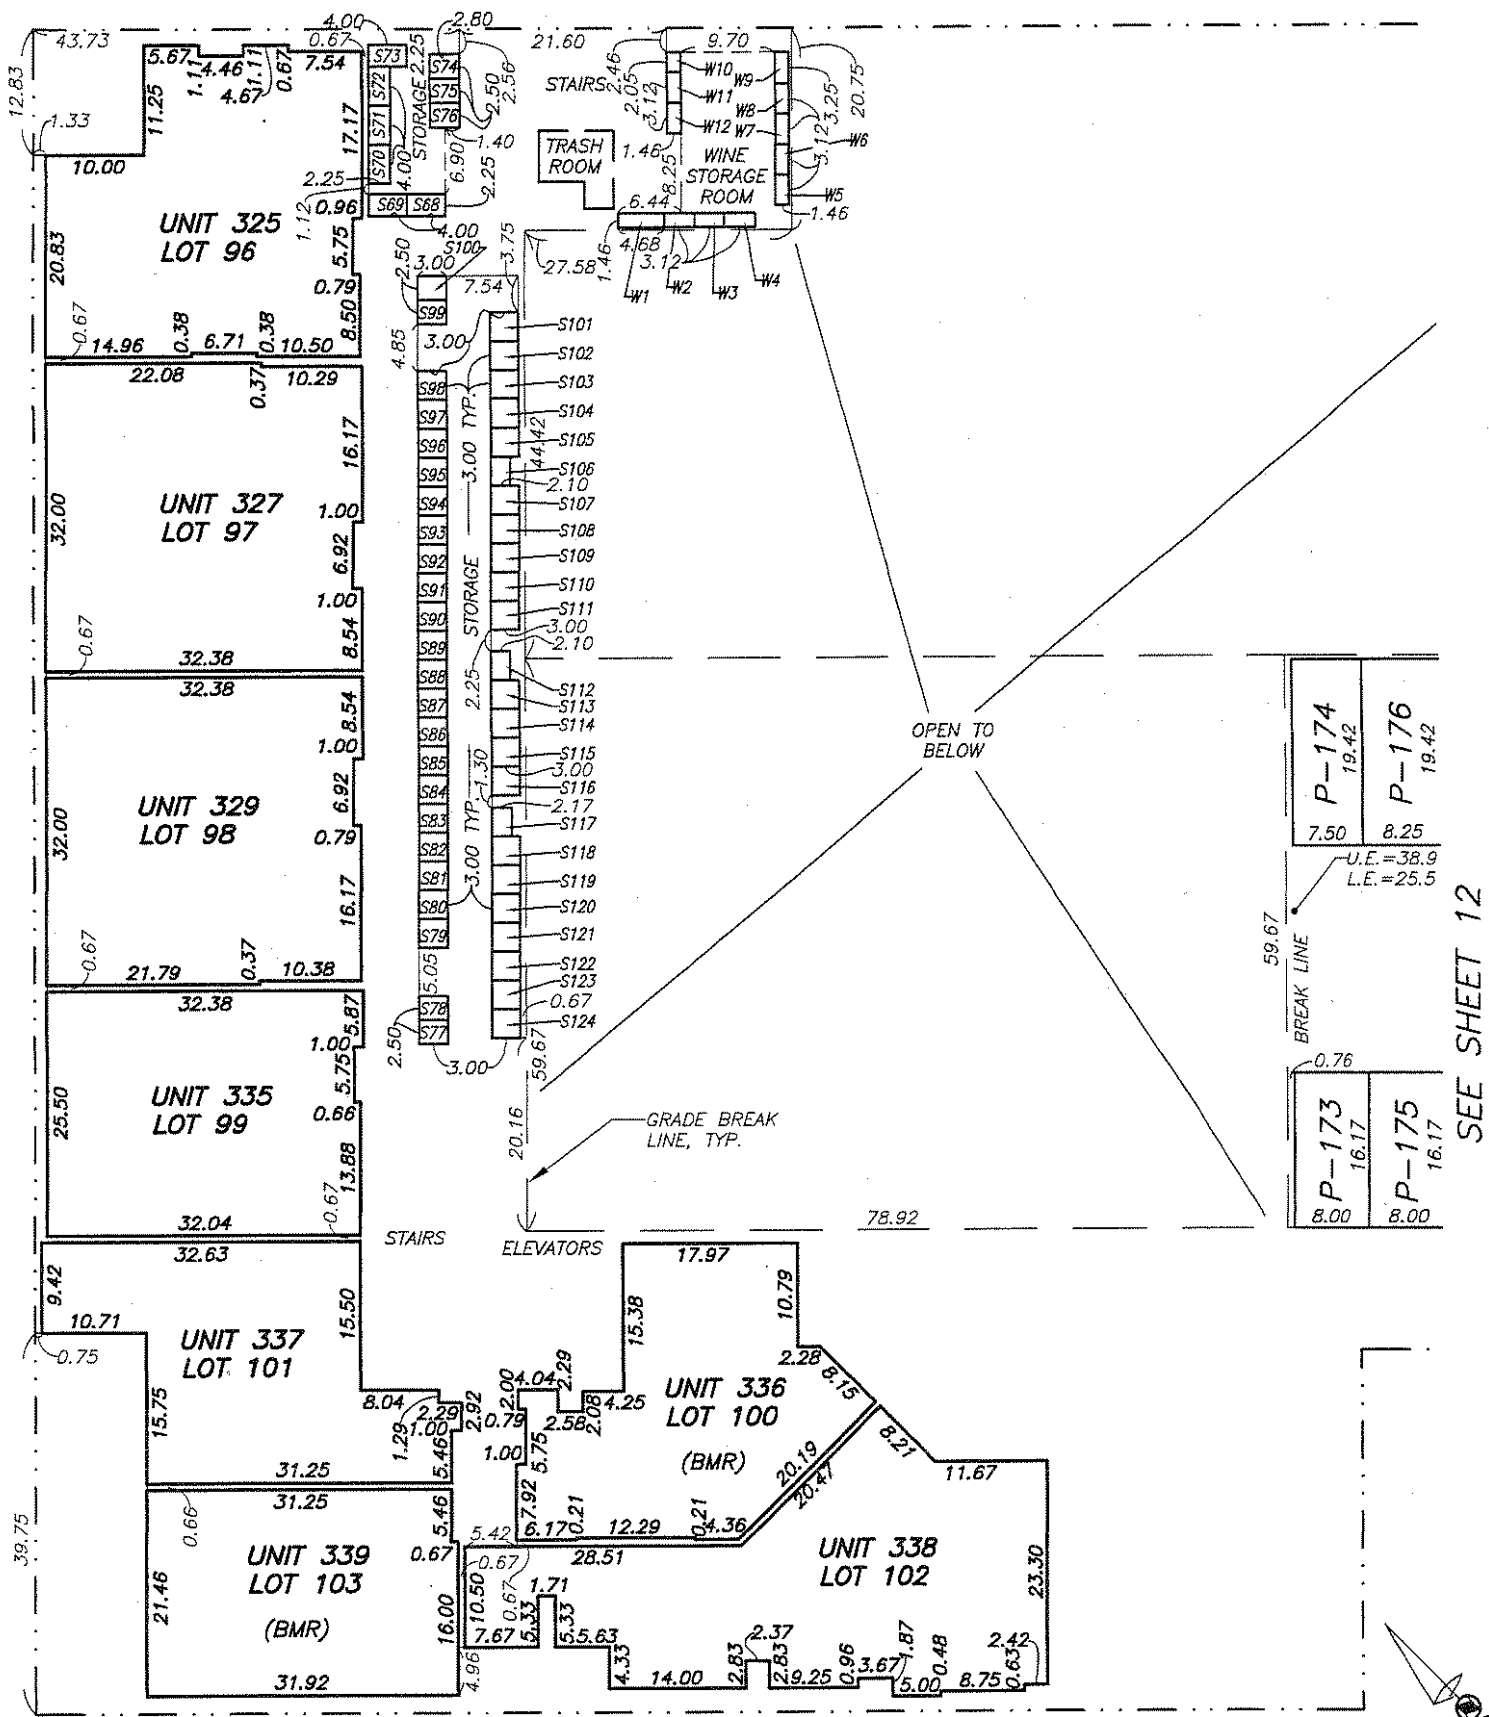 43.73
4.00
2.80
21.60
9.70
12.83
1.33
5.67
1.11
4.46
1.11
4.67
0.67
7.54
0.67
11.25
10.00
17.17
S73
S72
S71
S70
2.25
STORAGE
S74
S75
S76
2.50
2.56
1.40
4.00
6.90
2.25
2.25
1.12
S69
S68
4.00
STAIRS
2.46
2.05
3.12
1.46
W10
W11
W12
W9
W8
W7
W6
W5
3.25
3.12
20.75
1.46
TRASH
ROOM
WINE
STORAGE
ROOM
8.25
6.44
4.68
1.46
3.12
W1
W2
W3
W4
27.58
UNIT 325
LOT 96
20.83
0.96
5.75
0.79
8.50
0.67
14.96
0.38
6.71
0.38
10.50
S100
2.50
3.00
3.75
7.54
S99
4.85
3.00
22.08
0.37
10.29
UNIT 327
LOT 97
32.00
16.17
1.00
6.92
1.00
8.54
0.67
32.38
S98
S97
S96
S95
S94
S93
S92
S91
S90
S89
S88
S87
S86
S85
S84
S83
S82
S81
S80
S79
5.05
S78
S77
2.50
3.00
3.00 TYP.
STORAGE
2.25
1.30
3.00 TYP.
S101
S102
S103
S104
S105
44.42
S106
2.10
S107
S108
S109
S110
S111
3.00
2.10
S112
S113
S114
S115
3.00
S116
2.17
S117
S118
S119
S120
S121
S122
S123
0.67
S124
59.67
32.38
UNIT 329
LOT 98
32.00
8.54
1.00
6.92
0.79
16.17
0.67
21.79
0.37
10.38
OPEN TO
BELOW
P-174
19.42
7.50
P-176
19.42
8.25
U.E.=38.9
L.E.=25.5
59.67
BREAK LINE
0.76
P-173
16.17
8.00
P-175
16.17
8.00
SEE SHEET 12
32.38
UNIT 335
LOT 99
25.50
5.87
1.00
5.75
0.66
13.88
0.67
32.04
20.16
GRADE BREAK
LINE, TYP.
78.92
STAIRS
ELEVATORS
32.63
9.42
10.71
0.75
UNIT 337
LOT 101
15.50
15.75
8.04
1.29
2.29
1.00
2.92
5.46
31.25
17.97
15.38
10.79
2.28
8.15
4.04
2.29
2.00
0.79
2.58
2.08
4.25
1.00
5.75
7.92
UNIT 336
LOT 100
(BMR)
20.19
20.47
6.17
0.21
12.29
0.21
4.36
31.25
0.66
5.46
0.67
UNIT 339
LOT 103
(BMR)
21.46
16.00
31.92
4.96
39.75
5.42
28.51
0.67
0.67
10.50
7.67
5.33
1.71
5.33
5.63
4.33
14.00
2.83
2.37
2.83
9.25
0.96
3.67
1.87
5.00
0.48
8.75
0.63
2.42
UNIT 338
LOT 102
8.21
11.67
23.30